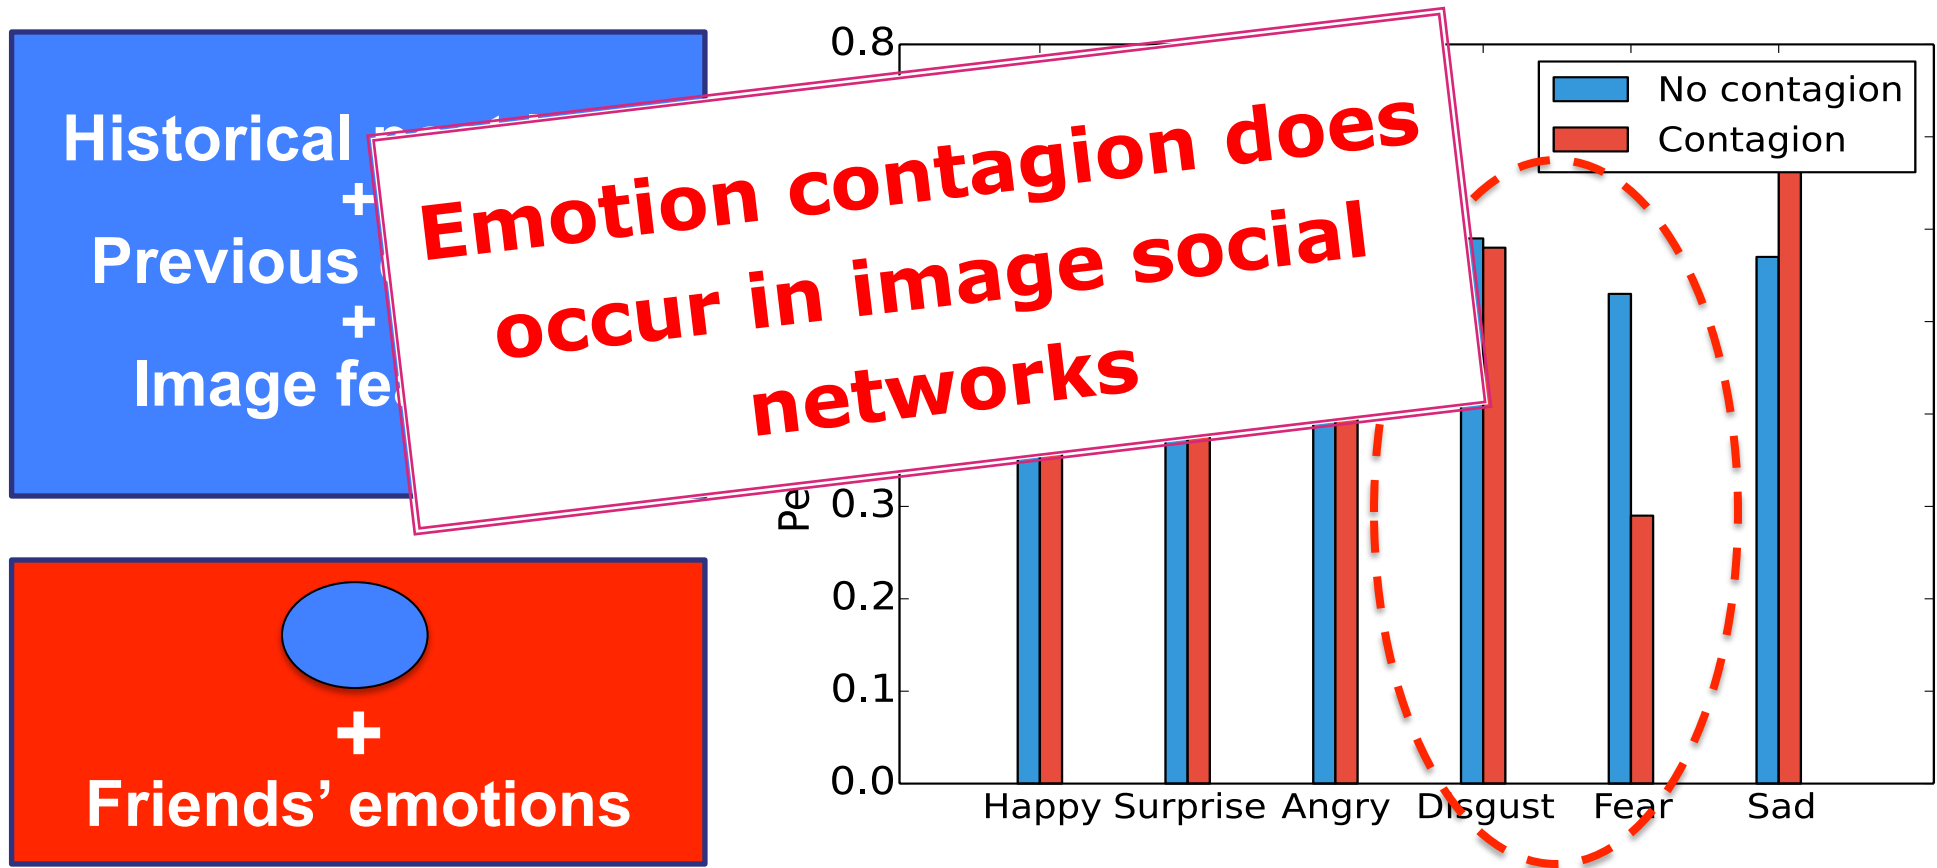 Historical
+
Previous
+
Image
+
Friends’ emotions
Emotion contagion does
occur in image social
networks
0.8
0.3
0.2
0.1
0.0
No contagion
Contagion
Happy Surprise Angry Disgust Fear Sad